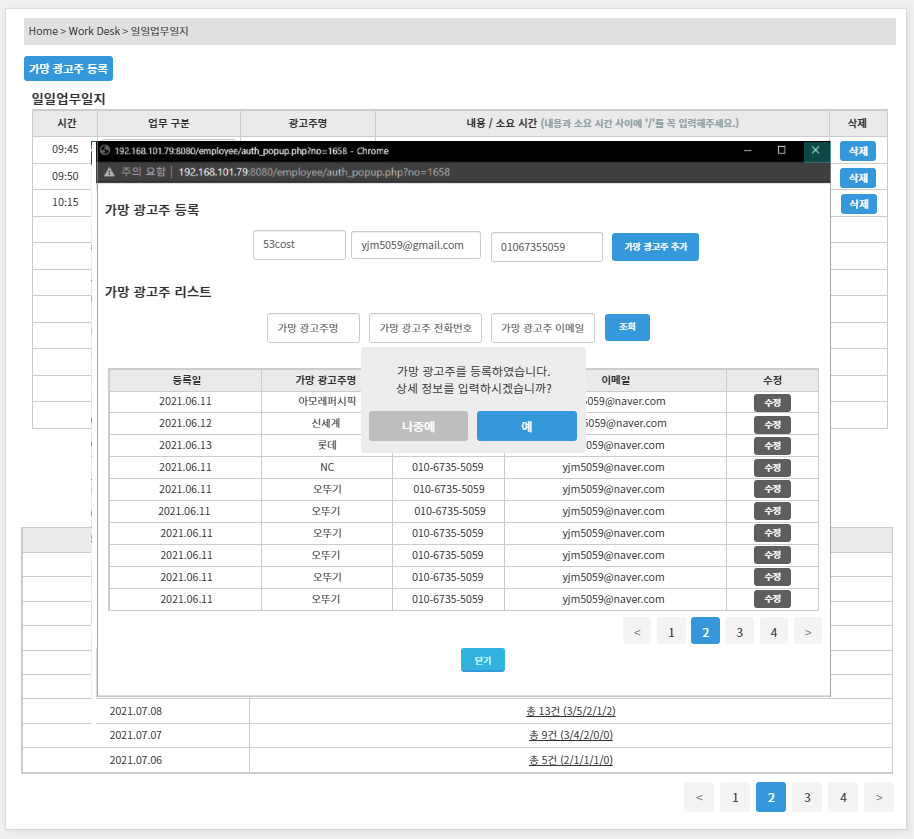 Home > Work Desk > 일일업무일지
가망 광고주 등록
일일업무일지
시간 업무 구분 광고주명 내용 / 소요 시간 (내용과 소요 시간 사이에 '/'를 꼭 입력해주세요.) 삭제
09:45 삭제
09:50 삭제
10:15 삭제
192.168.101.79:8080/employee/auth_popup.php?no=1658 - Chrome
주의 요함 | 192.168.101.79:8080/employee/auth_popup.php?no=1658
가망 광고주 등록
53cost yjm5059@gmail.com 01067355059 가망 광고주 추가
가망 광고주 리스트
가망 광고주명 가망 광고주 전화번호 가망 광고주 이메일 조회
가망 광고주를 등록하였습니다.
상세 정보를 입력하시겠습니까?
나중에 예
등록일 가망 광고주명 이메일 수정
2021.06.11 아모레퍼시픽 5059@naver.com 수정
2021.06.12 신세게 5059@naver.com 수정
2021.06.13 롯데 5059@naver.com 수정
2021.06.11 NC 010-6735-5059 yjm5059@naver.com 수정
2021.06.11 오뚜기 010-6735-5059 yjm5059@naver.com 수정
2021.06.11 오뚜기 010-6735-5059 yjm5059@naver.com 수정
2021.06.11 오뚜기 010-6735-5059 yjm5059@naver.com 수정
2021.06.11 오뚜기 010-6735-5059 yjm5059@naver.com 수정
2021.06.11 오뚜기 010-6735-5059 yjm5059@naver.com 수정
2021.06.11 오뚜기 010-6735-5059 yjm5059@naver.com 수정
< 1 2 3 4 >
닫기
2021.07.08 총 13건 (3/5/2/1/2)
2021.07.07 총 9건 (3/4/2/0/0)
2021.07.06 총 5건 (2/1/1/1/0)
< 1 2 3 4 >